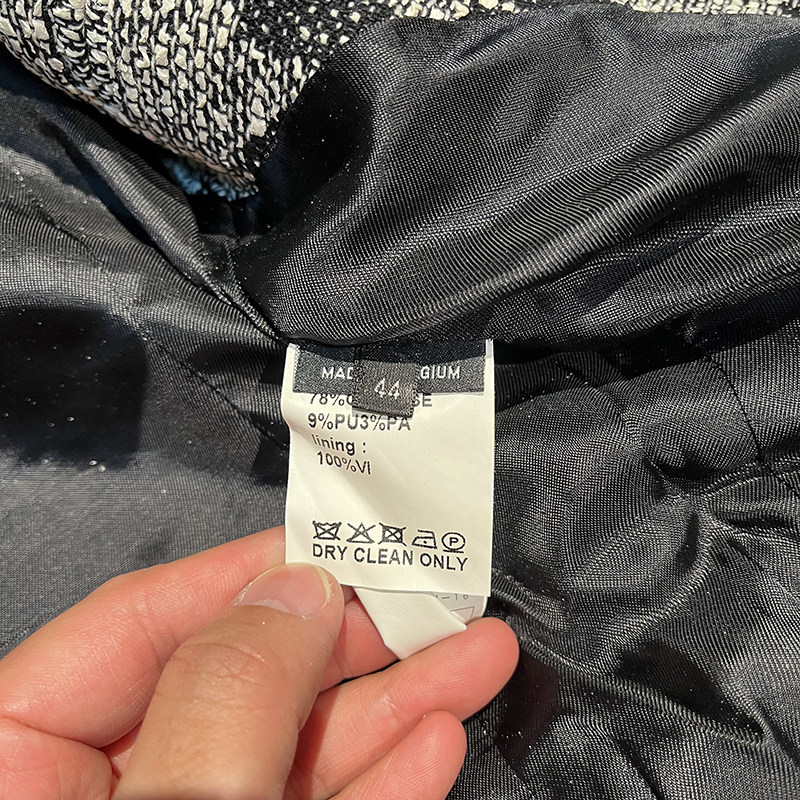 MAD GIUM
44
78% SE
9%PU3%PA
lining :
100%VI
P
DRY CLEAN ONLY